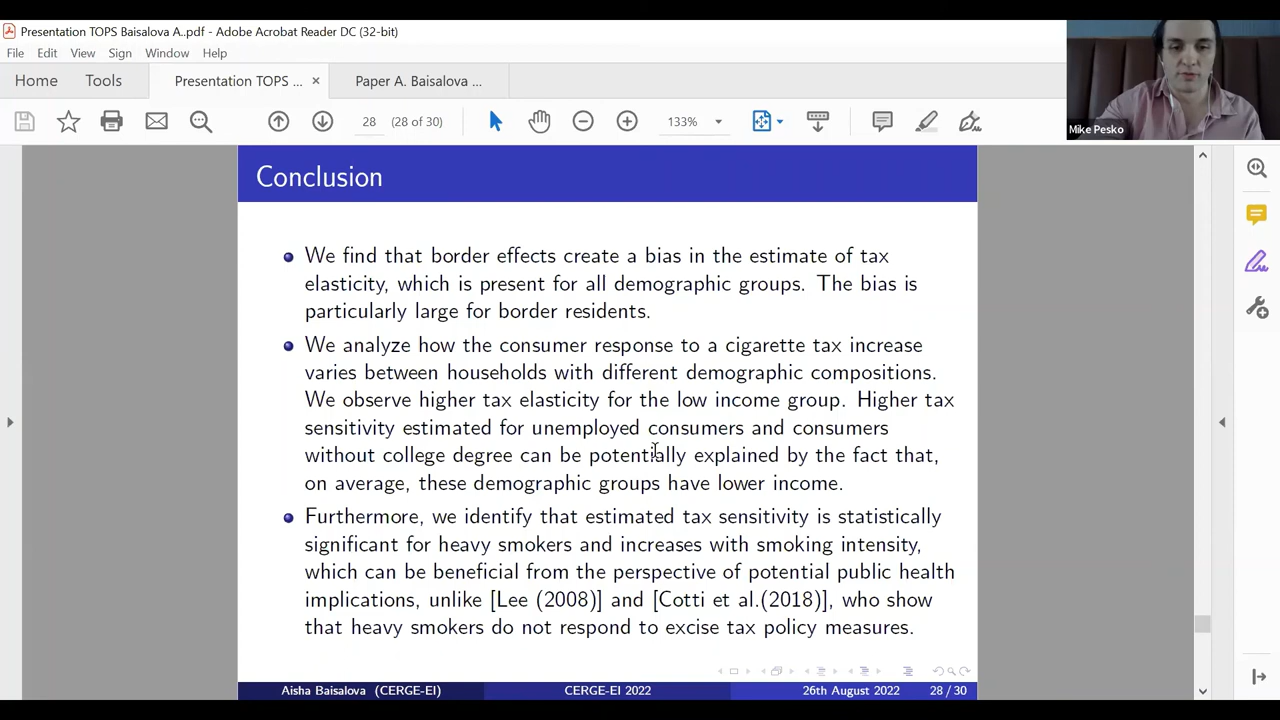 Presentation TOPS Baisalova A..pdf - Adobe Acrobat Reader DC (32-bit)
File Edit View Sign Window Help
Home Tools Presentation TOPS ... × Paper A. Baisalova ...
28 (28 of 30) 133%
Mike Pesko
Conclusion
We find that border effects create a bias in the estimate of tax
elasticity, which is present for all demographic groups. The bias is
particularly large for border residents.
We analyze how the consumer response to a cigarette tax increase
varies between households with different demographic compositions.
We observe higher tax elasticity for the low income group. Higher tax
sensitivity estimated for unemployed consumers and consumers
without college degree can be potentially explained by the fact that,
on average, these demographic groups have lower income.
Furthermore, we identify that estimated tax sensitivity is statistically
significant for heavy smokers and increases with smoking intensity,
which can be beneficial from the perspective of potential public health
implications, unlike [Lee (2008)] and [Cotti et al.(2018)], who show
that heavy smokers do not respond to excise tax policy measures.
Aisha Baisalova (CERGE-EI) CERGE-EI 2022 26th August 2022 28 / 30